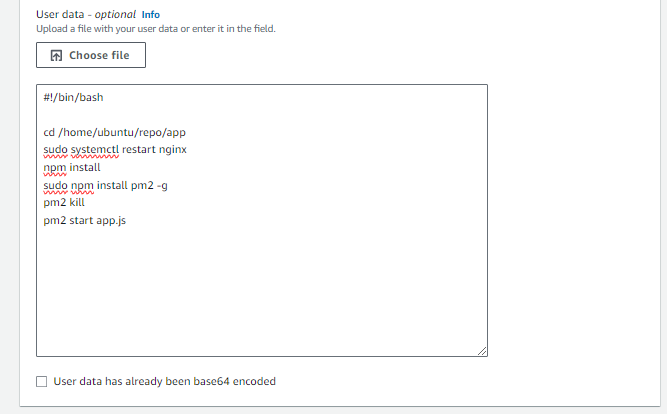 User data - optional Info
Upload a file with your user data or enter it in the field.
Choose file
#!/bin/bash
cd /home/ubuntu/repo/app
sudo systemctl restart nginx
npm install
sudo npm install pm2 -g
pm2 kill
pm2 start app.js
User data has already been base64 encoded